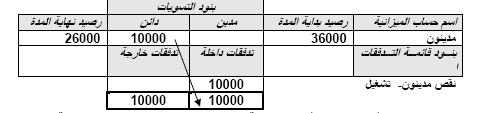 بنود التسويات
اسم حساب الميزانية رصيد بداية المدة مدين دائن رصيد نهاية المدة
مدينون 36000 10000 26000
بنود قائمة التدفقات تدفقات داخلة تدفقات خارجة
ا
نقص مدينون- تشغيل 10000
10000 10000